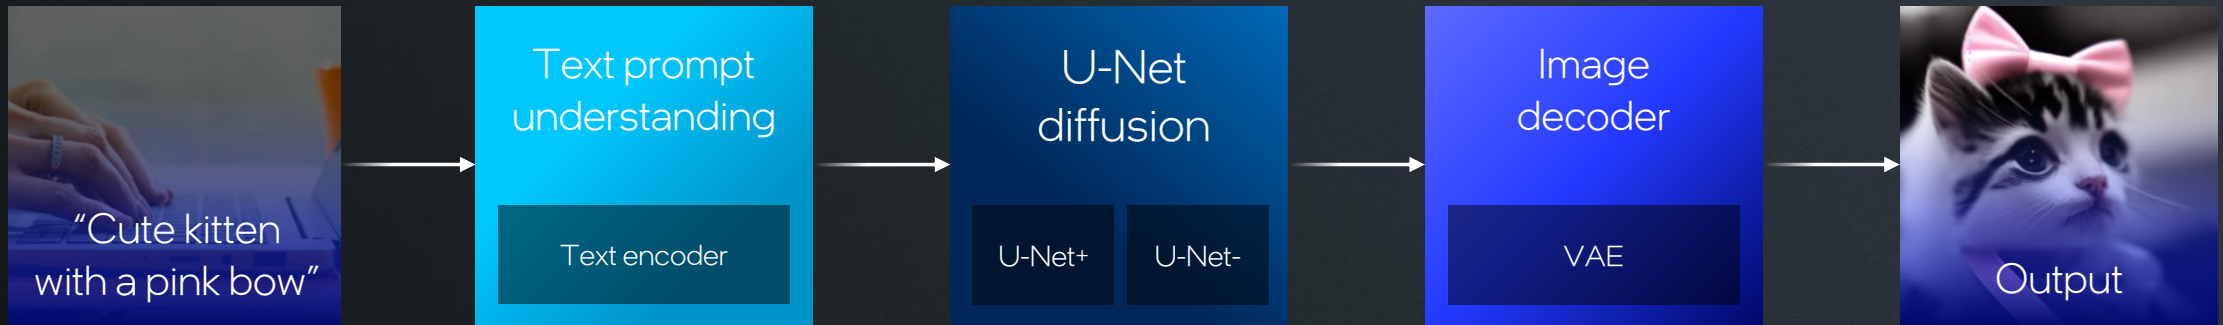 “Cute kitten
with a pink bow”
Text prompt
understanding
Text encoder
U-Net
diffusion
U-Net+
U-Net-
Image
decoder
VAE
Output